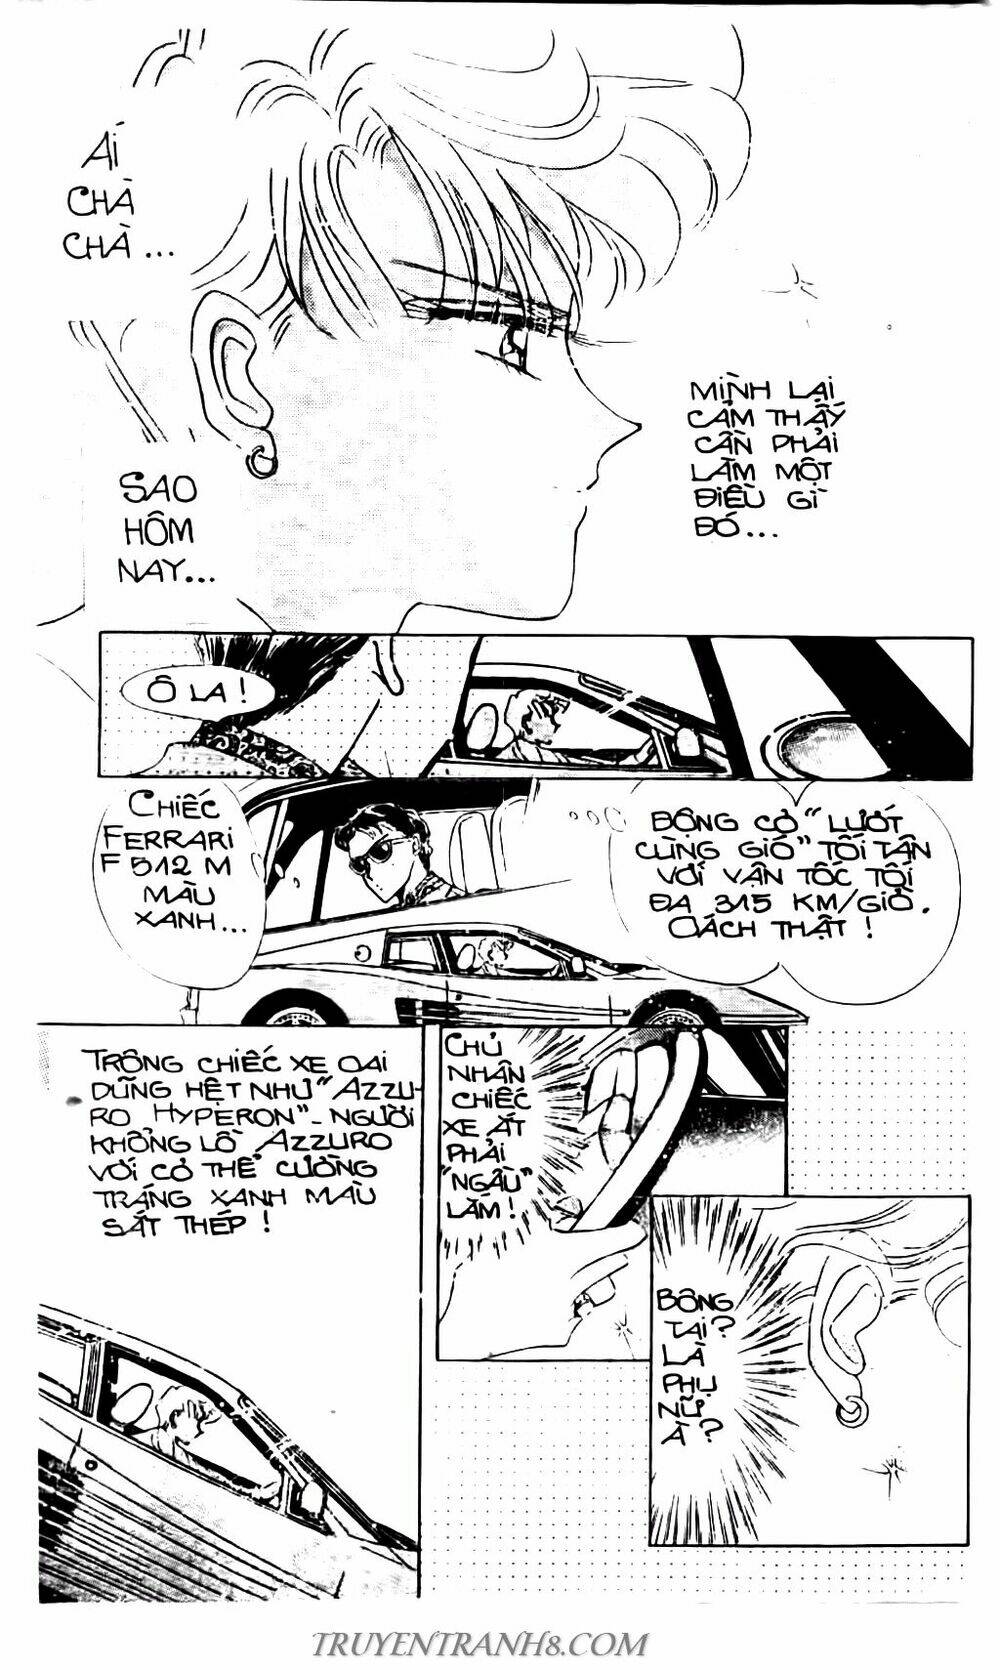 ÁI
CHÀ
CHÀ...
SAO
HÔM
NAY...
MÌNH LẠI
CẢM THẤY
CẦN PHẢI
LÀM MỘT
ĐIỀU GÌ
ĐÓ...
Ô LA!
CHIẾC
FERRARI
F 512 M
MÀU
XANH...
ĐỘNG CƠ "LƯỚT
CÙNG GIÓ" TỐI TÂN
VỚI VẬN TỐC TỐI
ĐA 315 KM/GIỜ.
OÁCH THẬT!
TRÔNG CHIẾC XE OAI
DŨNG HỆT NHƯ "AZZU-
RO HYPERON" - NGƯỜI
KHỔNG LỒ AZZURO
VỚI CƠ THỂ CƯỜNG
TRÁNG XANH MÀU
SẮT THÉP!
CHỦ
NHÂN
CHIẾC
XE ẮT
PHẢI
"NGẦU"
LẮM!
BÔNG
TAI?
LÀ
PHỤ
NỮ
À?
TRUYENTRANH8.COM